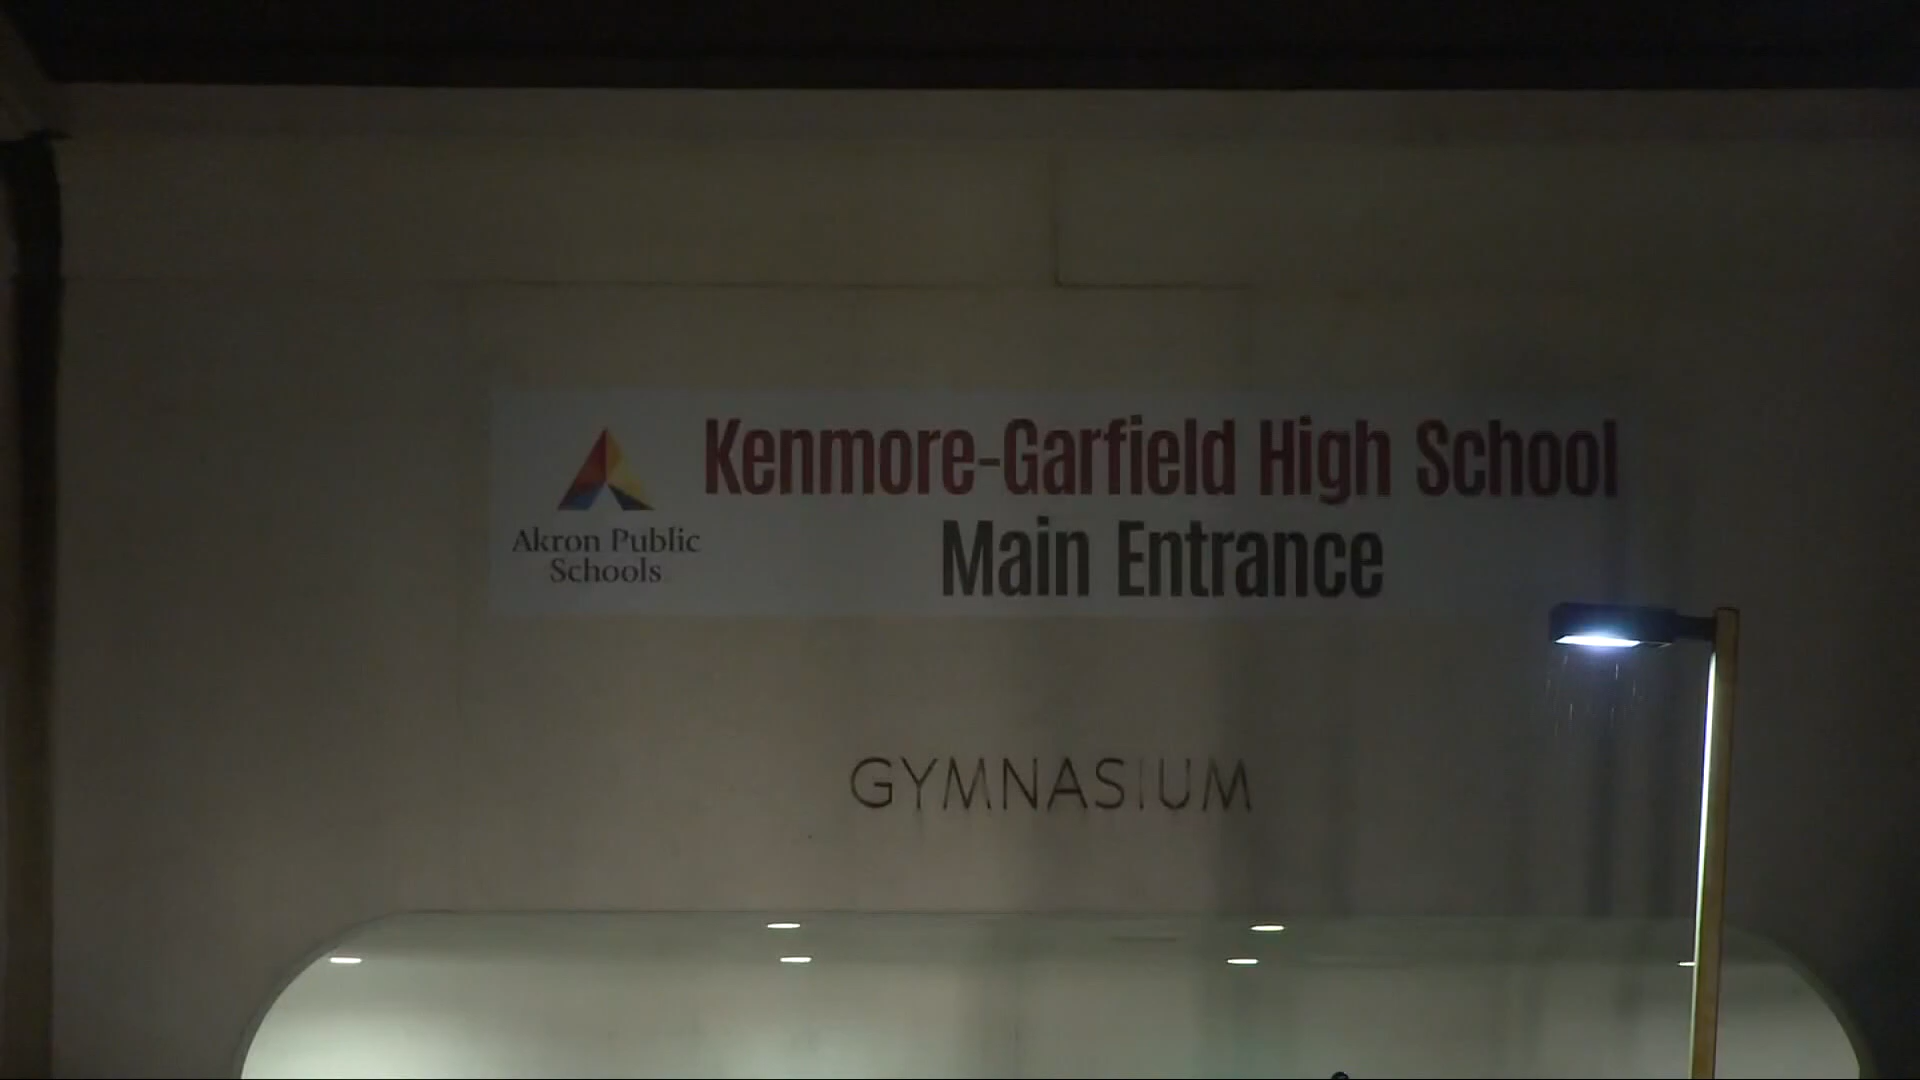 Kenmore-Garfield High School
Main Entrance
Akron Public
Schools
GYMNASIUM